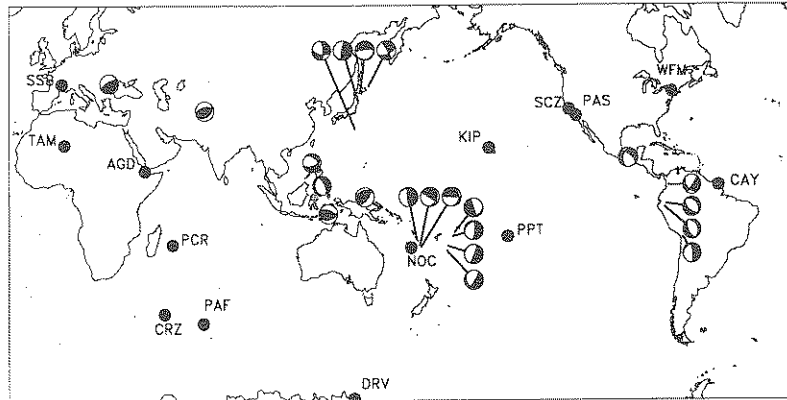 SSB
WFM
SCZ
PAS
TAM
KIP
AGD
CAY
PCR
PPT
NOC
PAF
CRZ
DRV